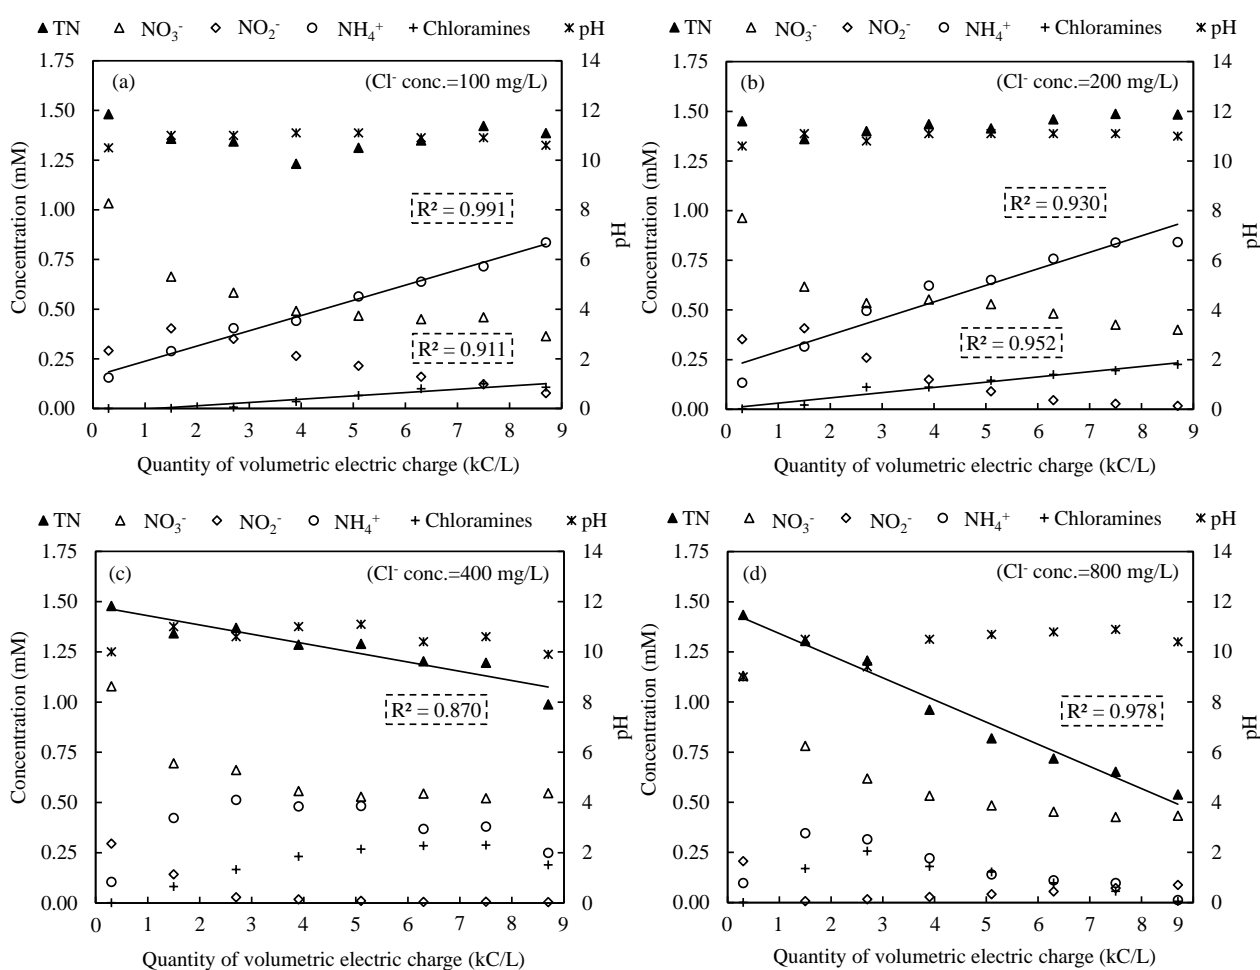 TN NO₃⁻ NO₂⁻ NH₄⁺ Chloramines pH
TN NO₃⁻ NO₂⁻ NH₄⁺ Chloramines pH
(a) (Cl⁻ conc.=100 mg/L)
Concentration (mM)
1.75
1.50
1.25
1.00
0.75
0.50
0.25
0.00
R² = 0.991
R² = 0.911
14
12
10
8
6
4
2
0
pH
0 1 2 3 4 5 6 7 8 9
Quantity of volumetric electric charge (kC/L)
(b) (Cl⁻ conc.=200 mg/L)
Concentration (mM)
1.75
1.50
1.25
1.00
0.75
0.50
0.25
0.00
R² = 0.930
R² = 0.952
14
12
10
8
6
4
2
0
pH
0 1 2 3 4 5 6 7 8 9
Quantity of volumetric electric charge (kC/L)
TN NO₃⁻ NO₂⁻ NH₄⁺ Chloramines pH
TN NO₃⁻ NO₂⁻ NH₄⁺ Chloramines pH
(c) (Cl⁻ conc.=400 mg/L)
Concentration (mM)
1.75
1.50
1.25
1.00
0.75
0.50
0.25
0.00
R² = 0.870
14
12
10
8
6
4
2
0
pH
0 1 2 3 4 5 6 7 8 9
Quantity of volumetric electric charge (kC/L)
(d) (Cl⁻ conc.=800 mg/L)
Concentration (mM)
1.75
1.50
1.25
1.00
0.75
0.50
0.25
0.00
R² = 0.978
14
12
10
8
6
4
2
0
pH
0 1 2 3 4 5 6 7 8 9
Quantity of volumetric electric charge (kC/L)